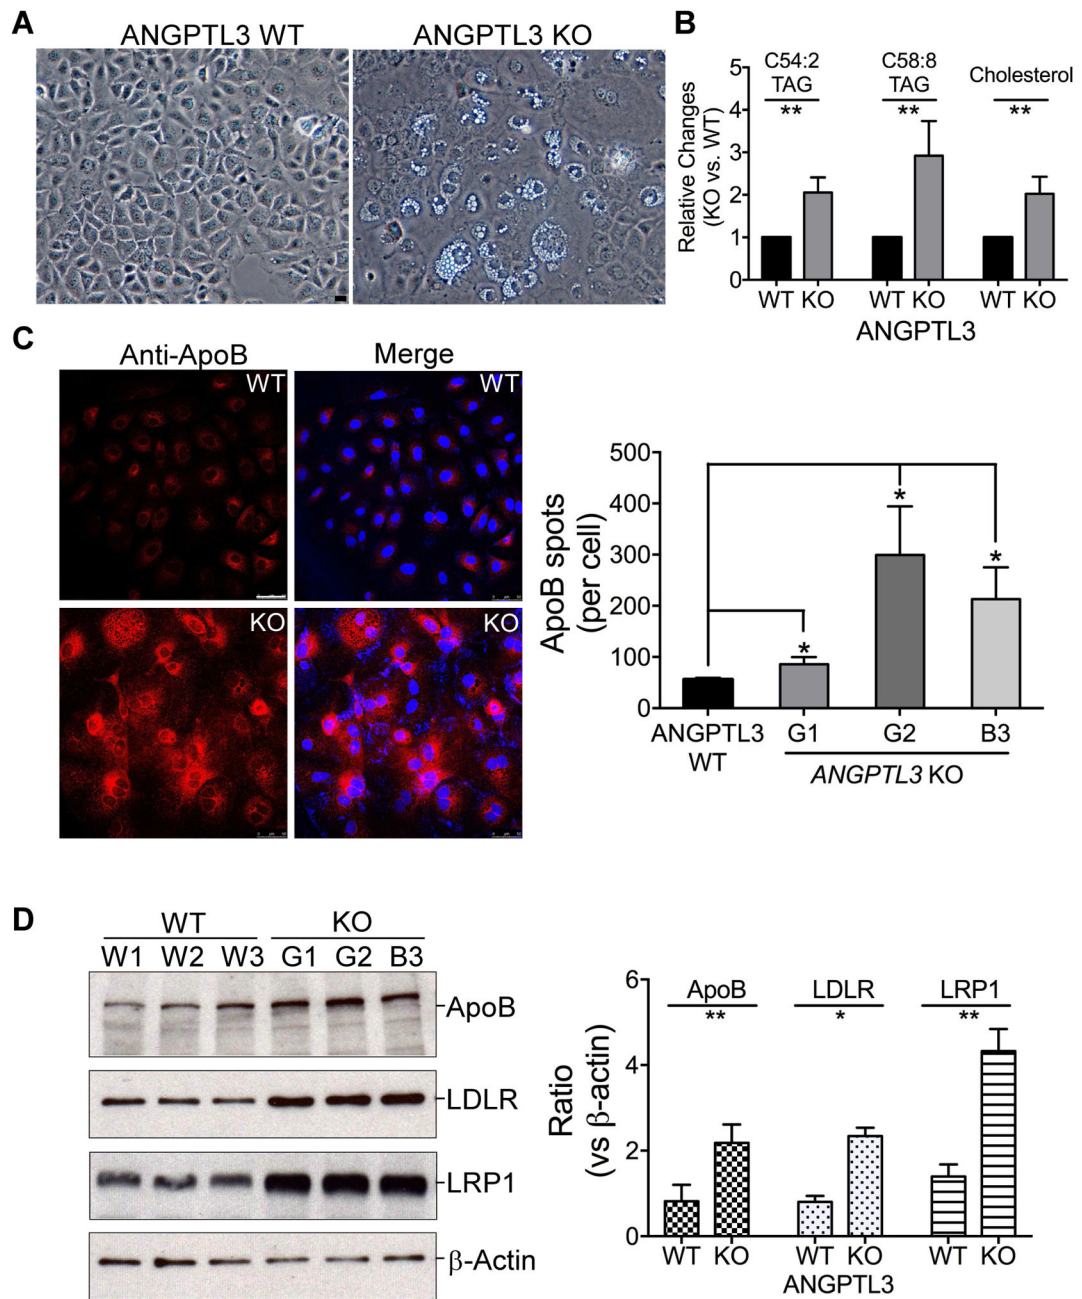 A
ANGPTL3 WT
ANGPTL3 KO
B
C54:2
TAG
C58:8
TAG
Cholesterol
**
**
**
Relative Changes
(KO vs. WT)
5
4
3
2
1
0
WT KO
WT KO
WT KO
ANGPTL3
C
Anti-ApoB
Merge
WT
WT
KO
KO
ApoB spots
(per cell)
500
400
300
200
100
0
*
*
*
ANGPTL3
WT
G1
G2
B3
ANGPTL3 KO
D
WT
KO
W1 W2 W3 G1 G2 B3
ApoB
LDLR
LRP1
β-Actin
Ratio
(vs β-actin)
6
4
2
0
ApoB
LDLR
LRP1
**
*
**
WT KO
WT KO
WT KO
ANGPTL3